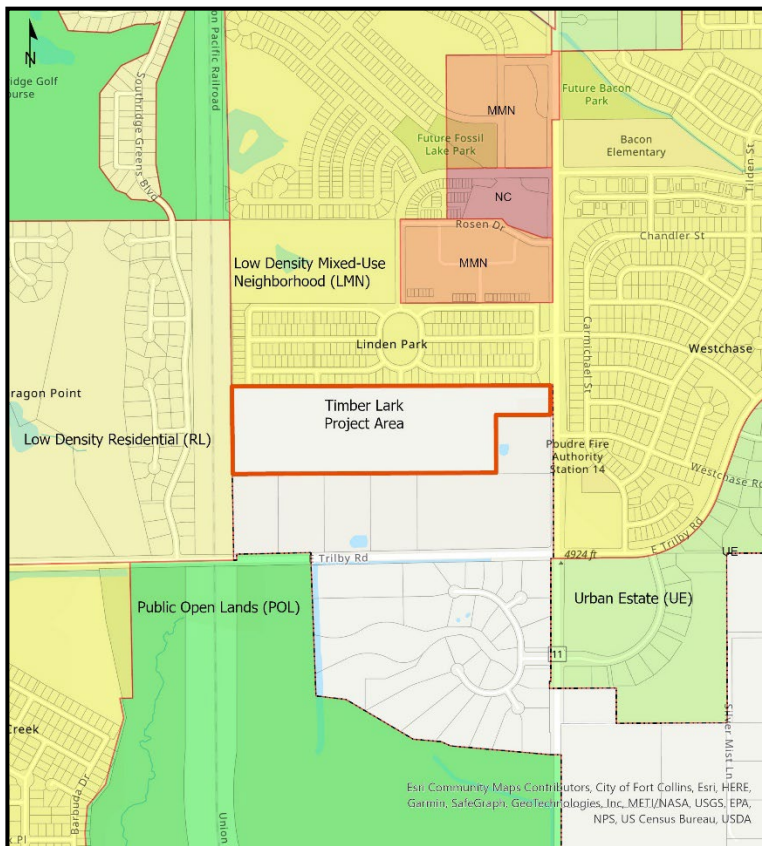 N
idge Golf
ourse
Southridge Greens Blvd
on Pacific Railroad
MMN
Future Fossil
Lake Park
Future Bacon
Park
Bacon
Elementary
Tilden St
NC
Rosen Dr
Chandler St
MMN
Low Density Mixed-Use
Neighborhood (LMN)
Linden Park
Carmichael St
Westchase
ragon Point
Timber Lark
Project Area
Low Density Residential (RL)
Poudre Fire
Authority
Station 14
Westchase Rd
E Trilby Rd
E Trilby Rd
4924 ft
UE
Public Open Lands (POL)
Urban Estate (UE)
11
Creek
Barbuda Dr
k Pl
Union
Silver Mist Ln
Esri Community Maps Contributors, City of Fort Collins, Esri, HERE,
Garmin, SafeGraph, GeoTechnologies, Inc, METI/NASA, USGS, EPA,
NPS, US Census Bureau, USDA